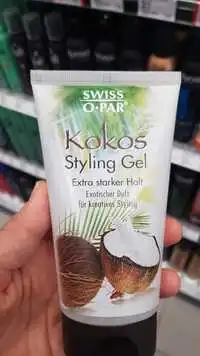 SWISS
O·PAR®
Kokos
Styling Gel
Extra starker Halt
Exotischer Duft
für kreatives Styling